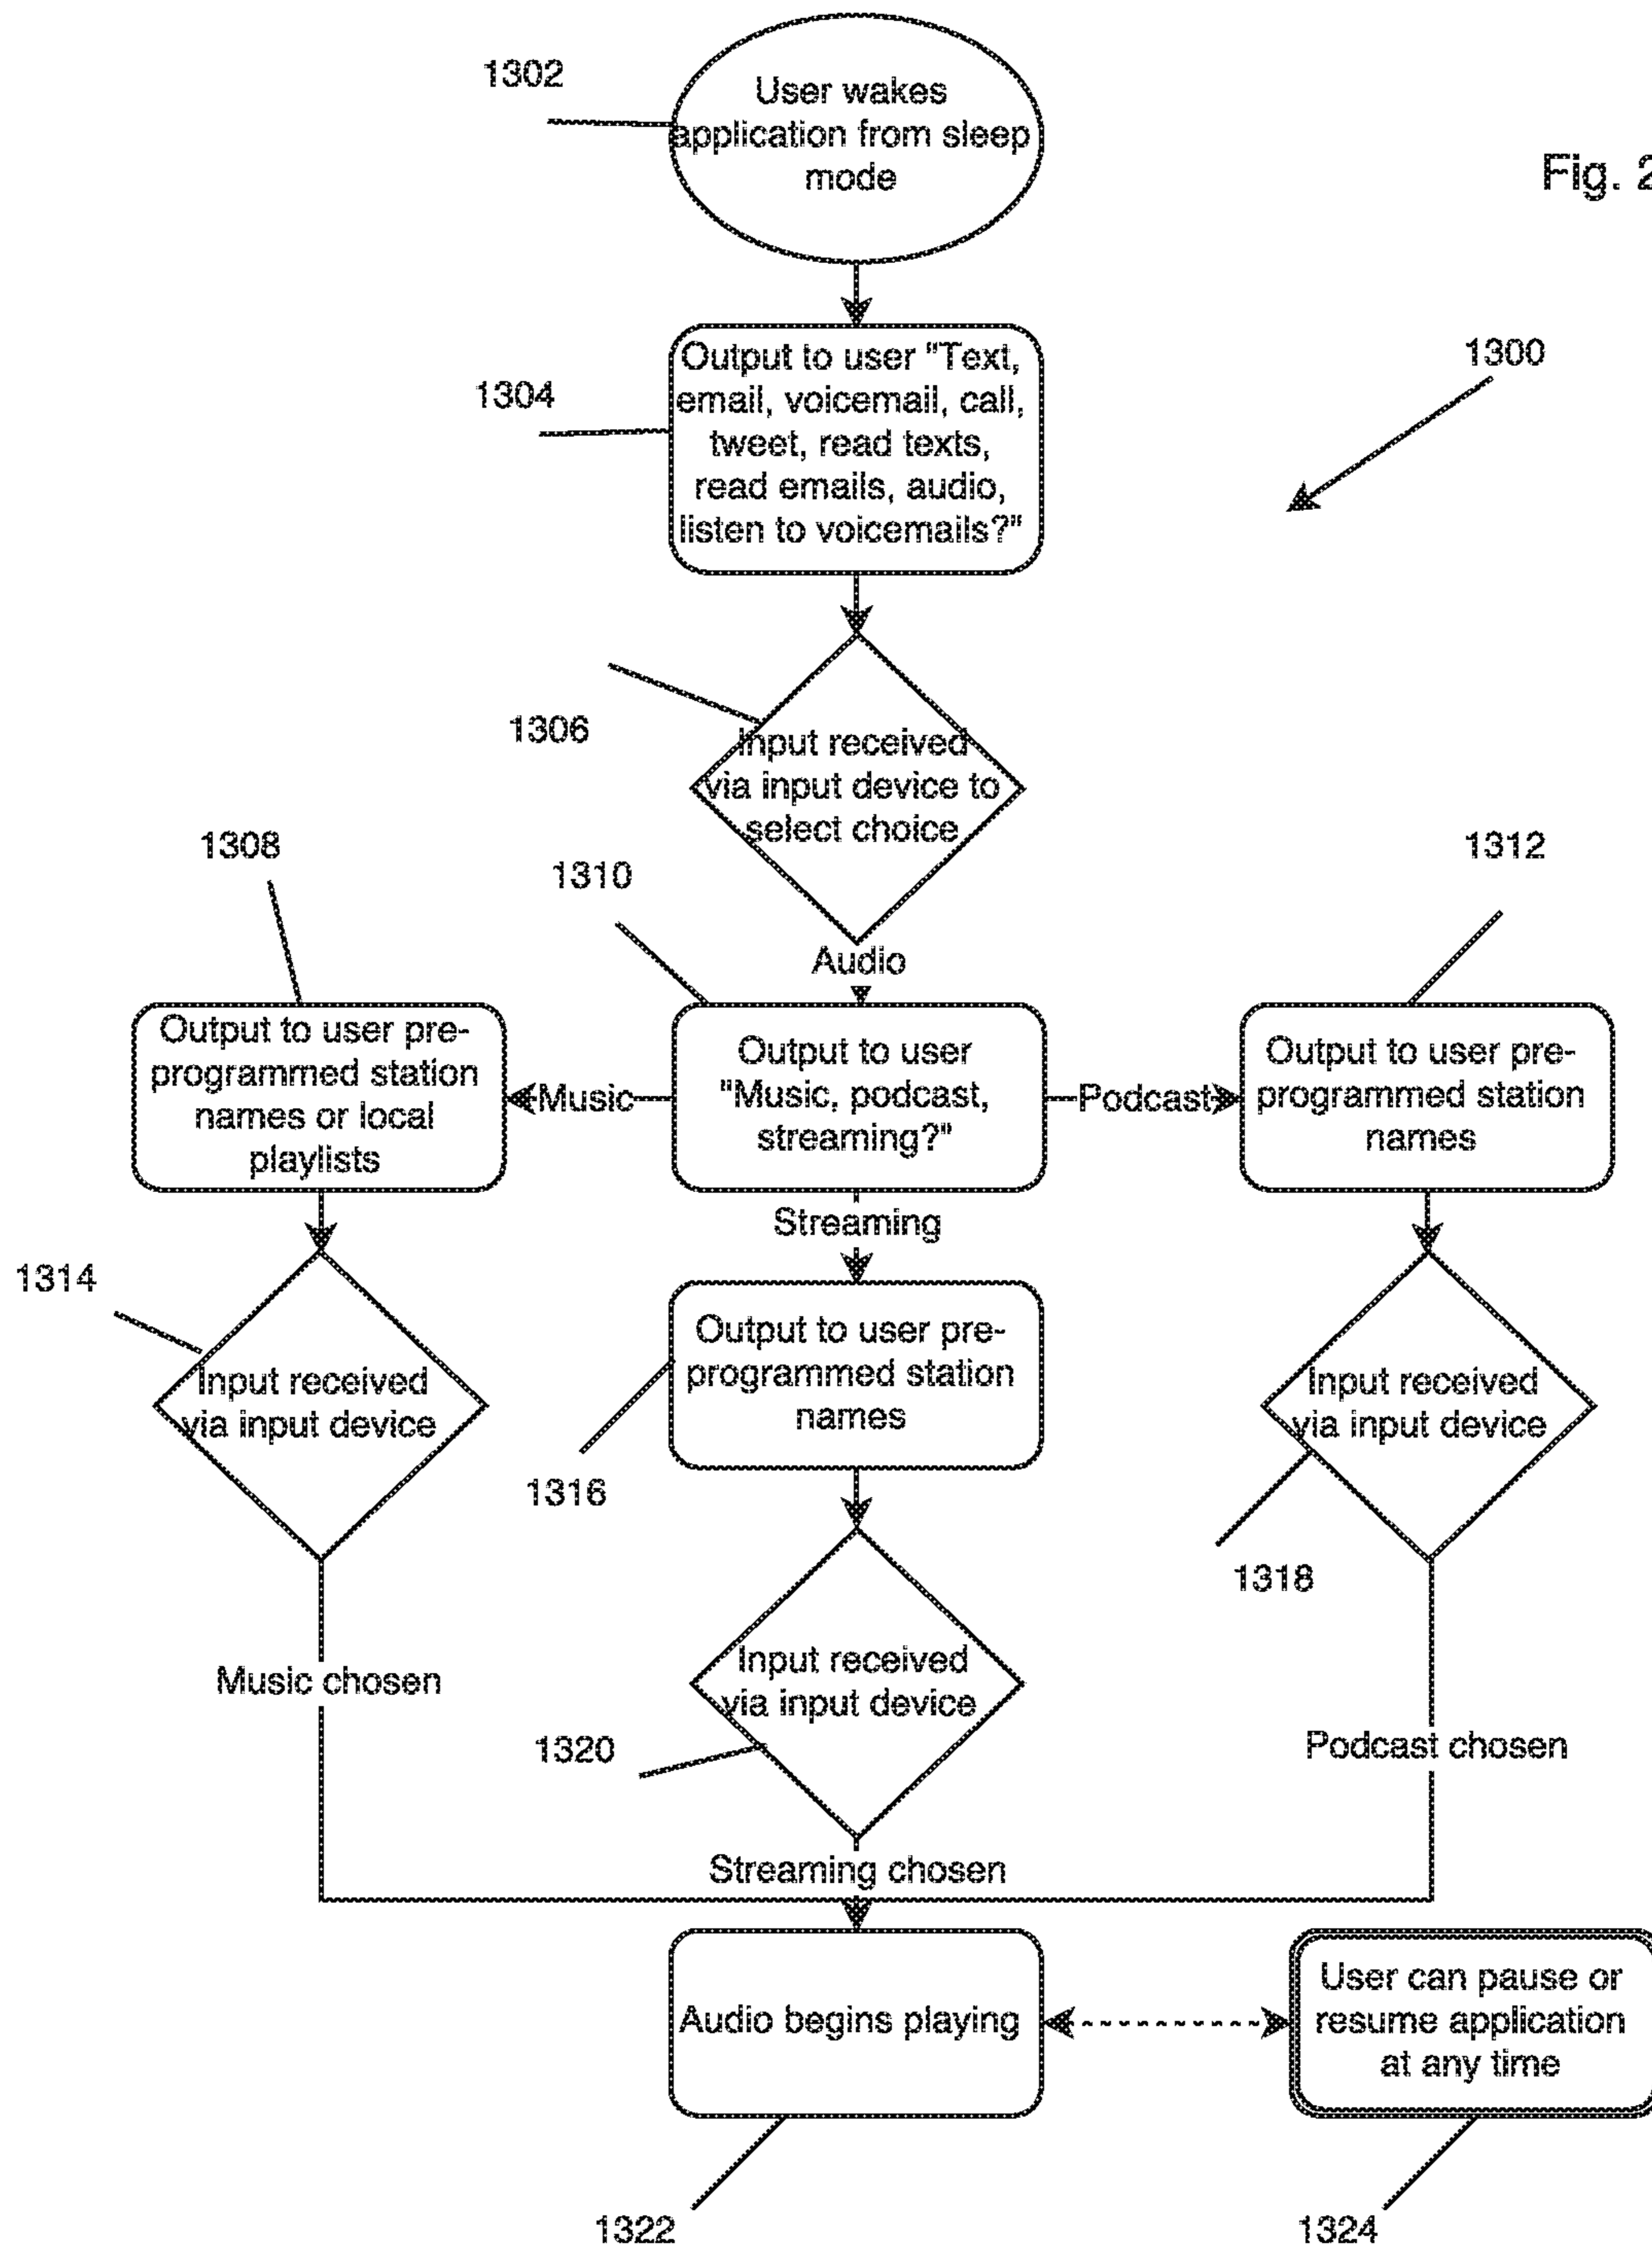 1302
User wakes
application from sleep
mode
Fig. 2
1300
1304
Output to user "Text,
email, voicemail, call,
tweet, read texts,
read emails, audio,
listen to voicemails?"
1306
Input received
via input device to
select choice
1308
1310
1312
Audio
Output to user pre-
programmed station
names or local
playlists
Music
Output to user
"Music, podcast,
streaming?"
Podcast
Output to user pre-
programmed station
names
Streaming
1314
Input received
via input device
Output to user pre-
programmed station
names
1316
Input received
via input device
1318
Music chosen
Input received
via input device
1320
Podcast chosen
Streaming chosen
Audio begins playing
User can pause or
resume application
at any time
1322
1324